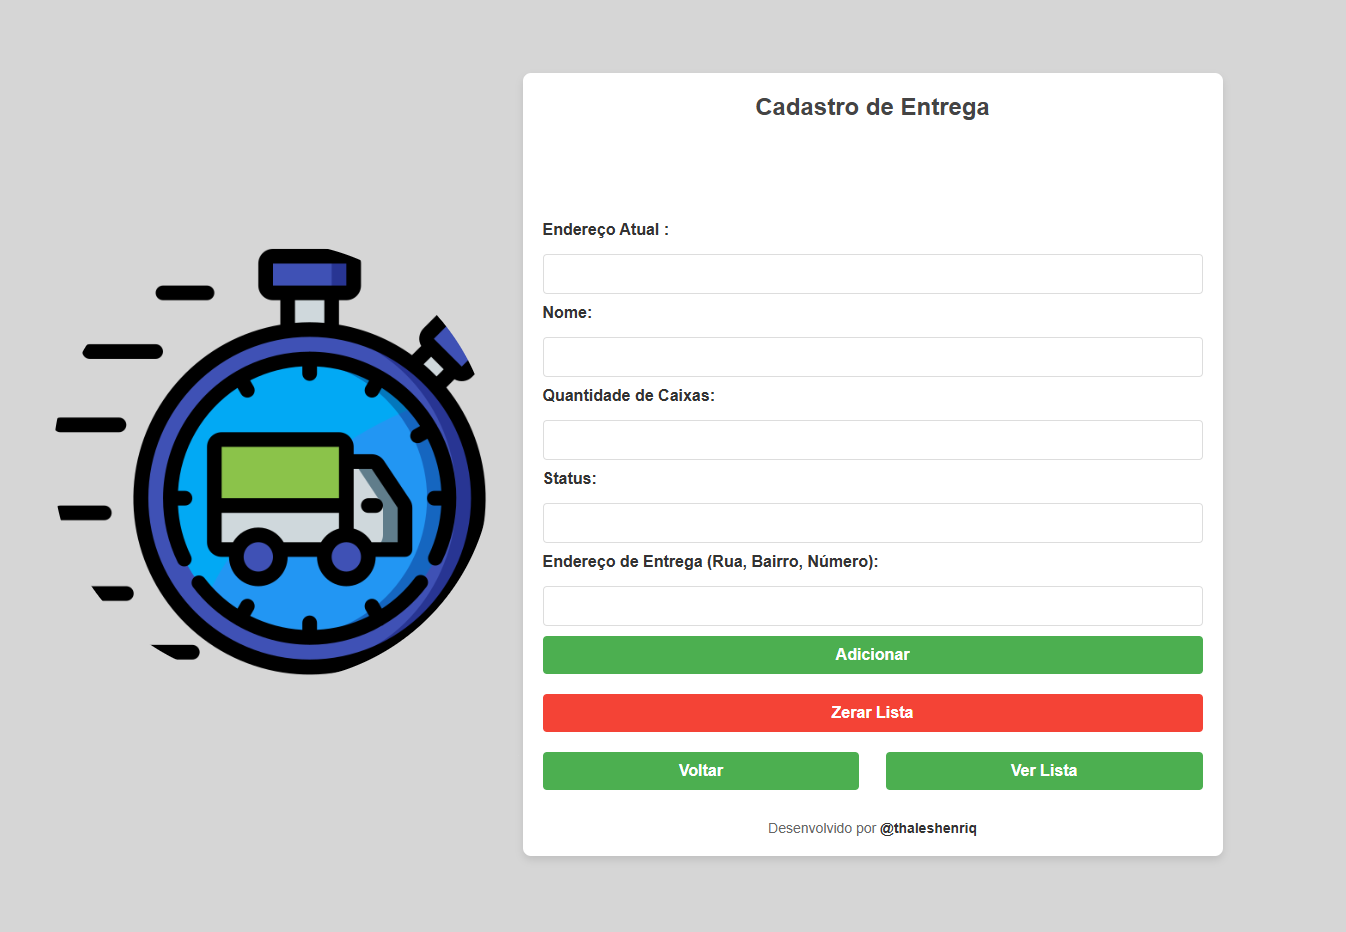 Cadastro de Entrega
Endereço Atual :
Nome:
Quantidade de Caixas:
Status:
Endereço de Entrega (Rua, Bairro, Número):
Adicionar
Zerar Lista
Voltar
Ver Lista
Desenvolvido por @thaleshenriq